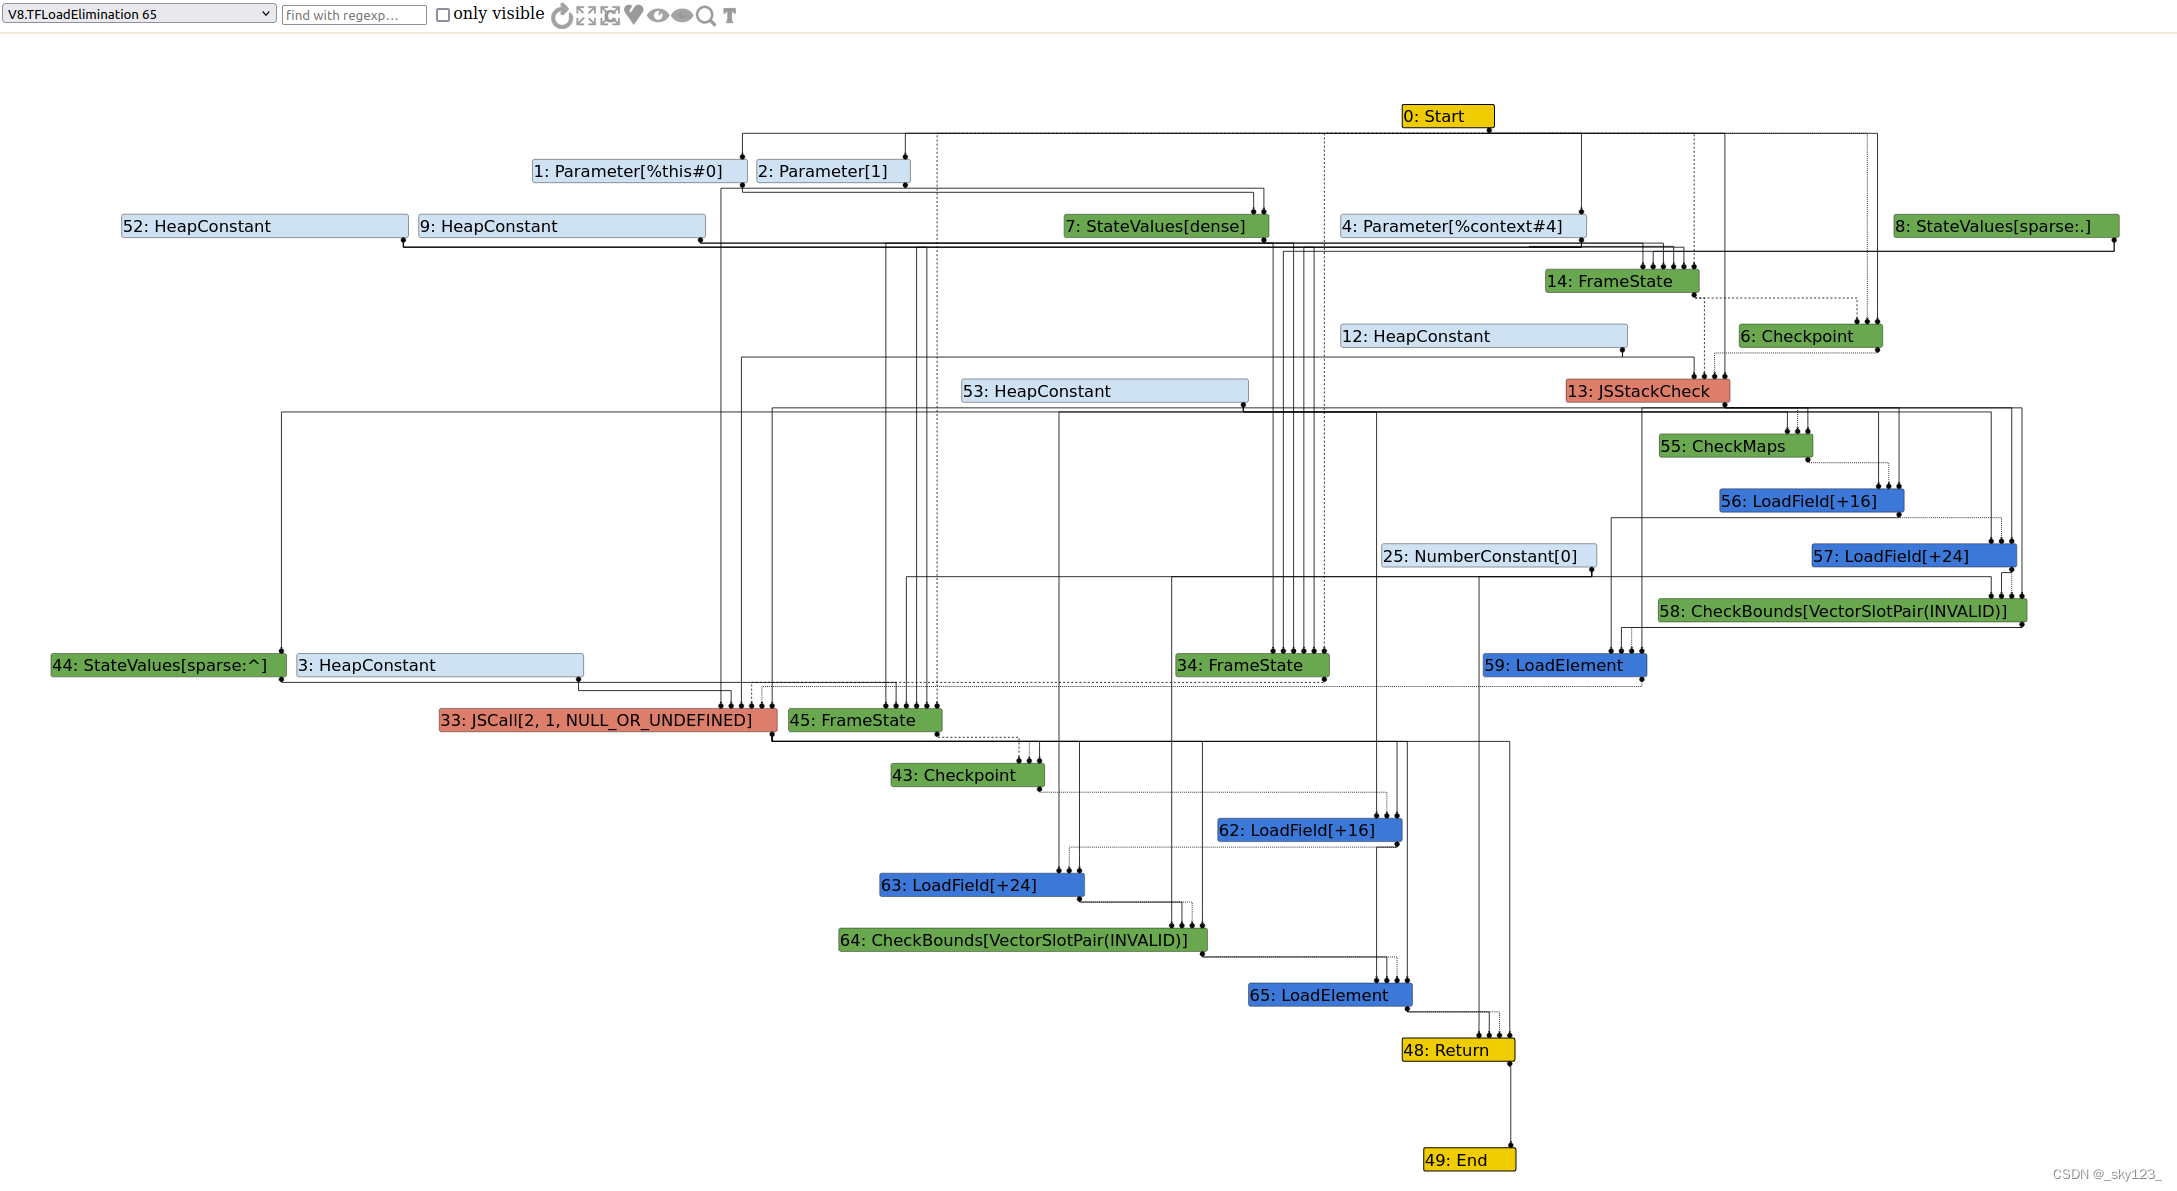 V8.TFLoadElimination 65
find with regexp...
only visible
0: Start
1: Parameter[%this#0]
2: Parameter[1]
52: HeapConstant
9: HeapConstant
7: StateValues[dense]
4: Parameter[%context#4]
8: StateValues[sparse:.]
14: FrameState
12: HeapConstant
6: Checkpoint
53: HeapConstant
13: JSStackCheck
55: CheckMaps
56: LoadField[+16]
25: NumberConstant[0]
57: LoadField[+24]
58: CheckBounds[VectorSlotPair(INVALID)]
44: StateValues[sparse:^]
3: HeapConstant
34: FrameState
59: LoadElement
33: JSCall[2, 1, NULL_OR_UNDEFINED]
45: FrameState
43: Checkpoint
62: LoadField[+16]
63: LoadField[+24]
64: CheckBounds[VectorSlotPair(INVALID)]
65: LoadElement
48: Return
49: End
CSDN @_sky123_